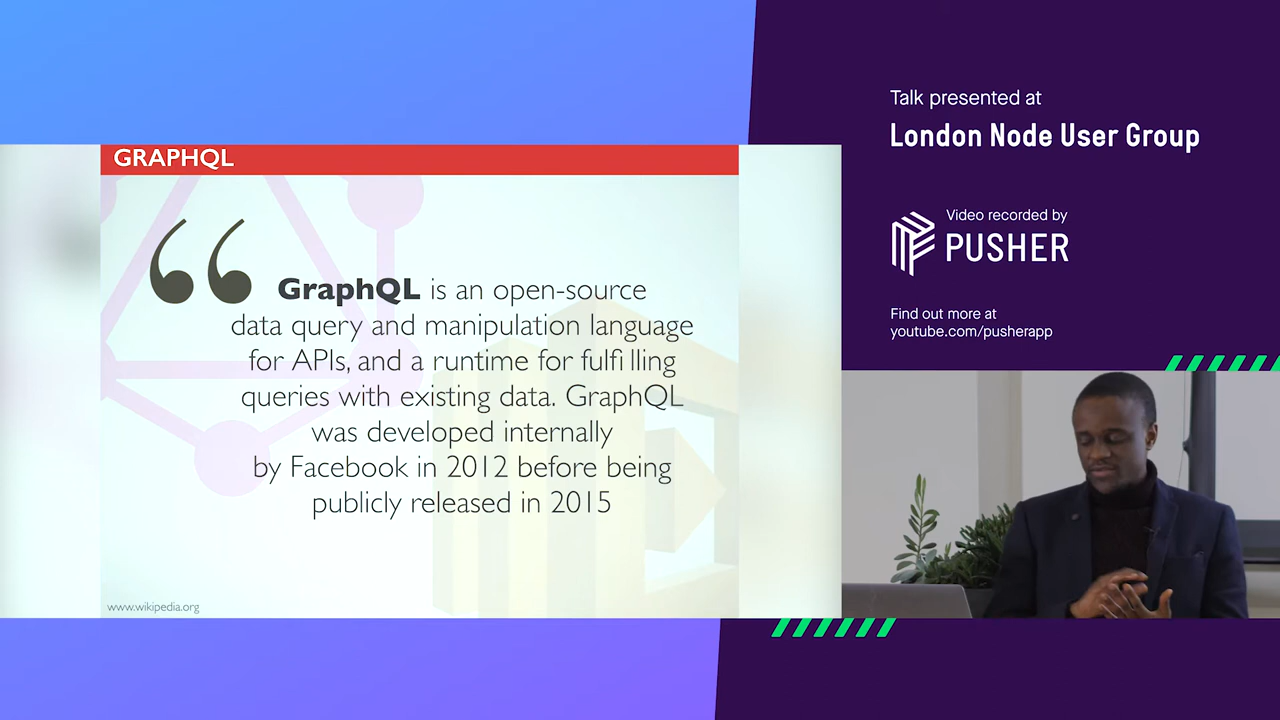 GRAPHQL
“
GraphQL is an open-source
data query and manipulation language
for APIs, and a runtime for fulfi lling
queries with existing data. GraphQL
was developed internally
by Facebook in 2012 before being
publicly released in 2015
www.wikipedia.org
Talk presented at
London Node User Group
Video recorded by
PUSHER
Find out more at
youtube.com/pusherapp